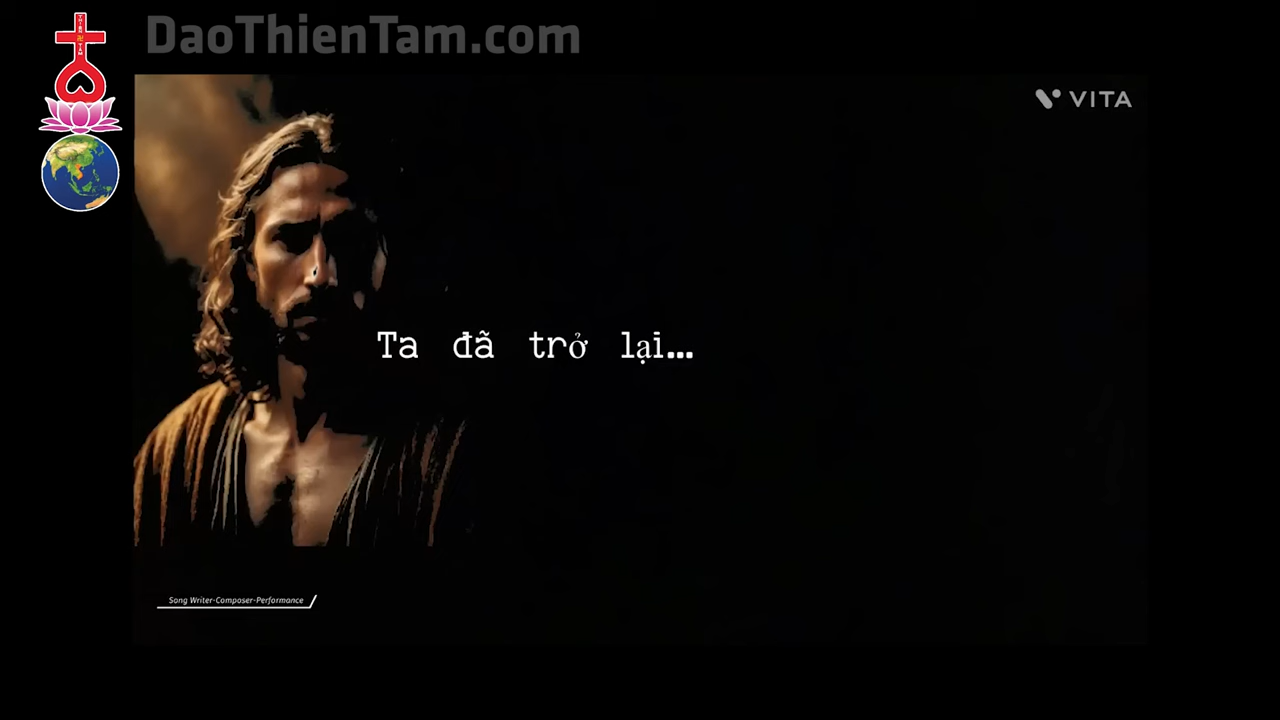 DaoThienTam.com
VITA
Ta đã trở lại...
Song Writer-Composer-Performance